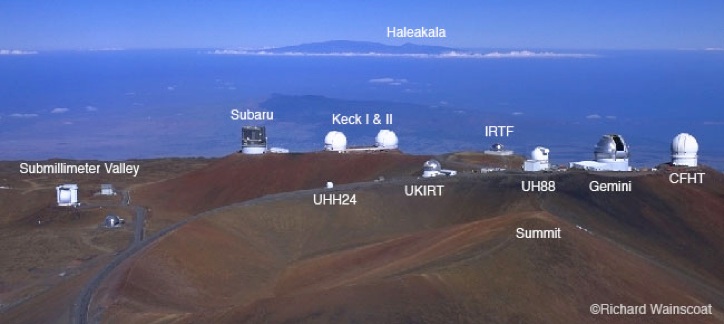 Haleakala
Subaru
Keck I & II
IRTF
Submillimeter Valley
UHH24
UKIRT
UH88
Gemini
CFHT
Summit
©Richard Wainscoat